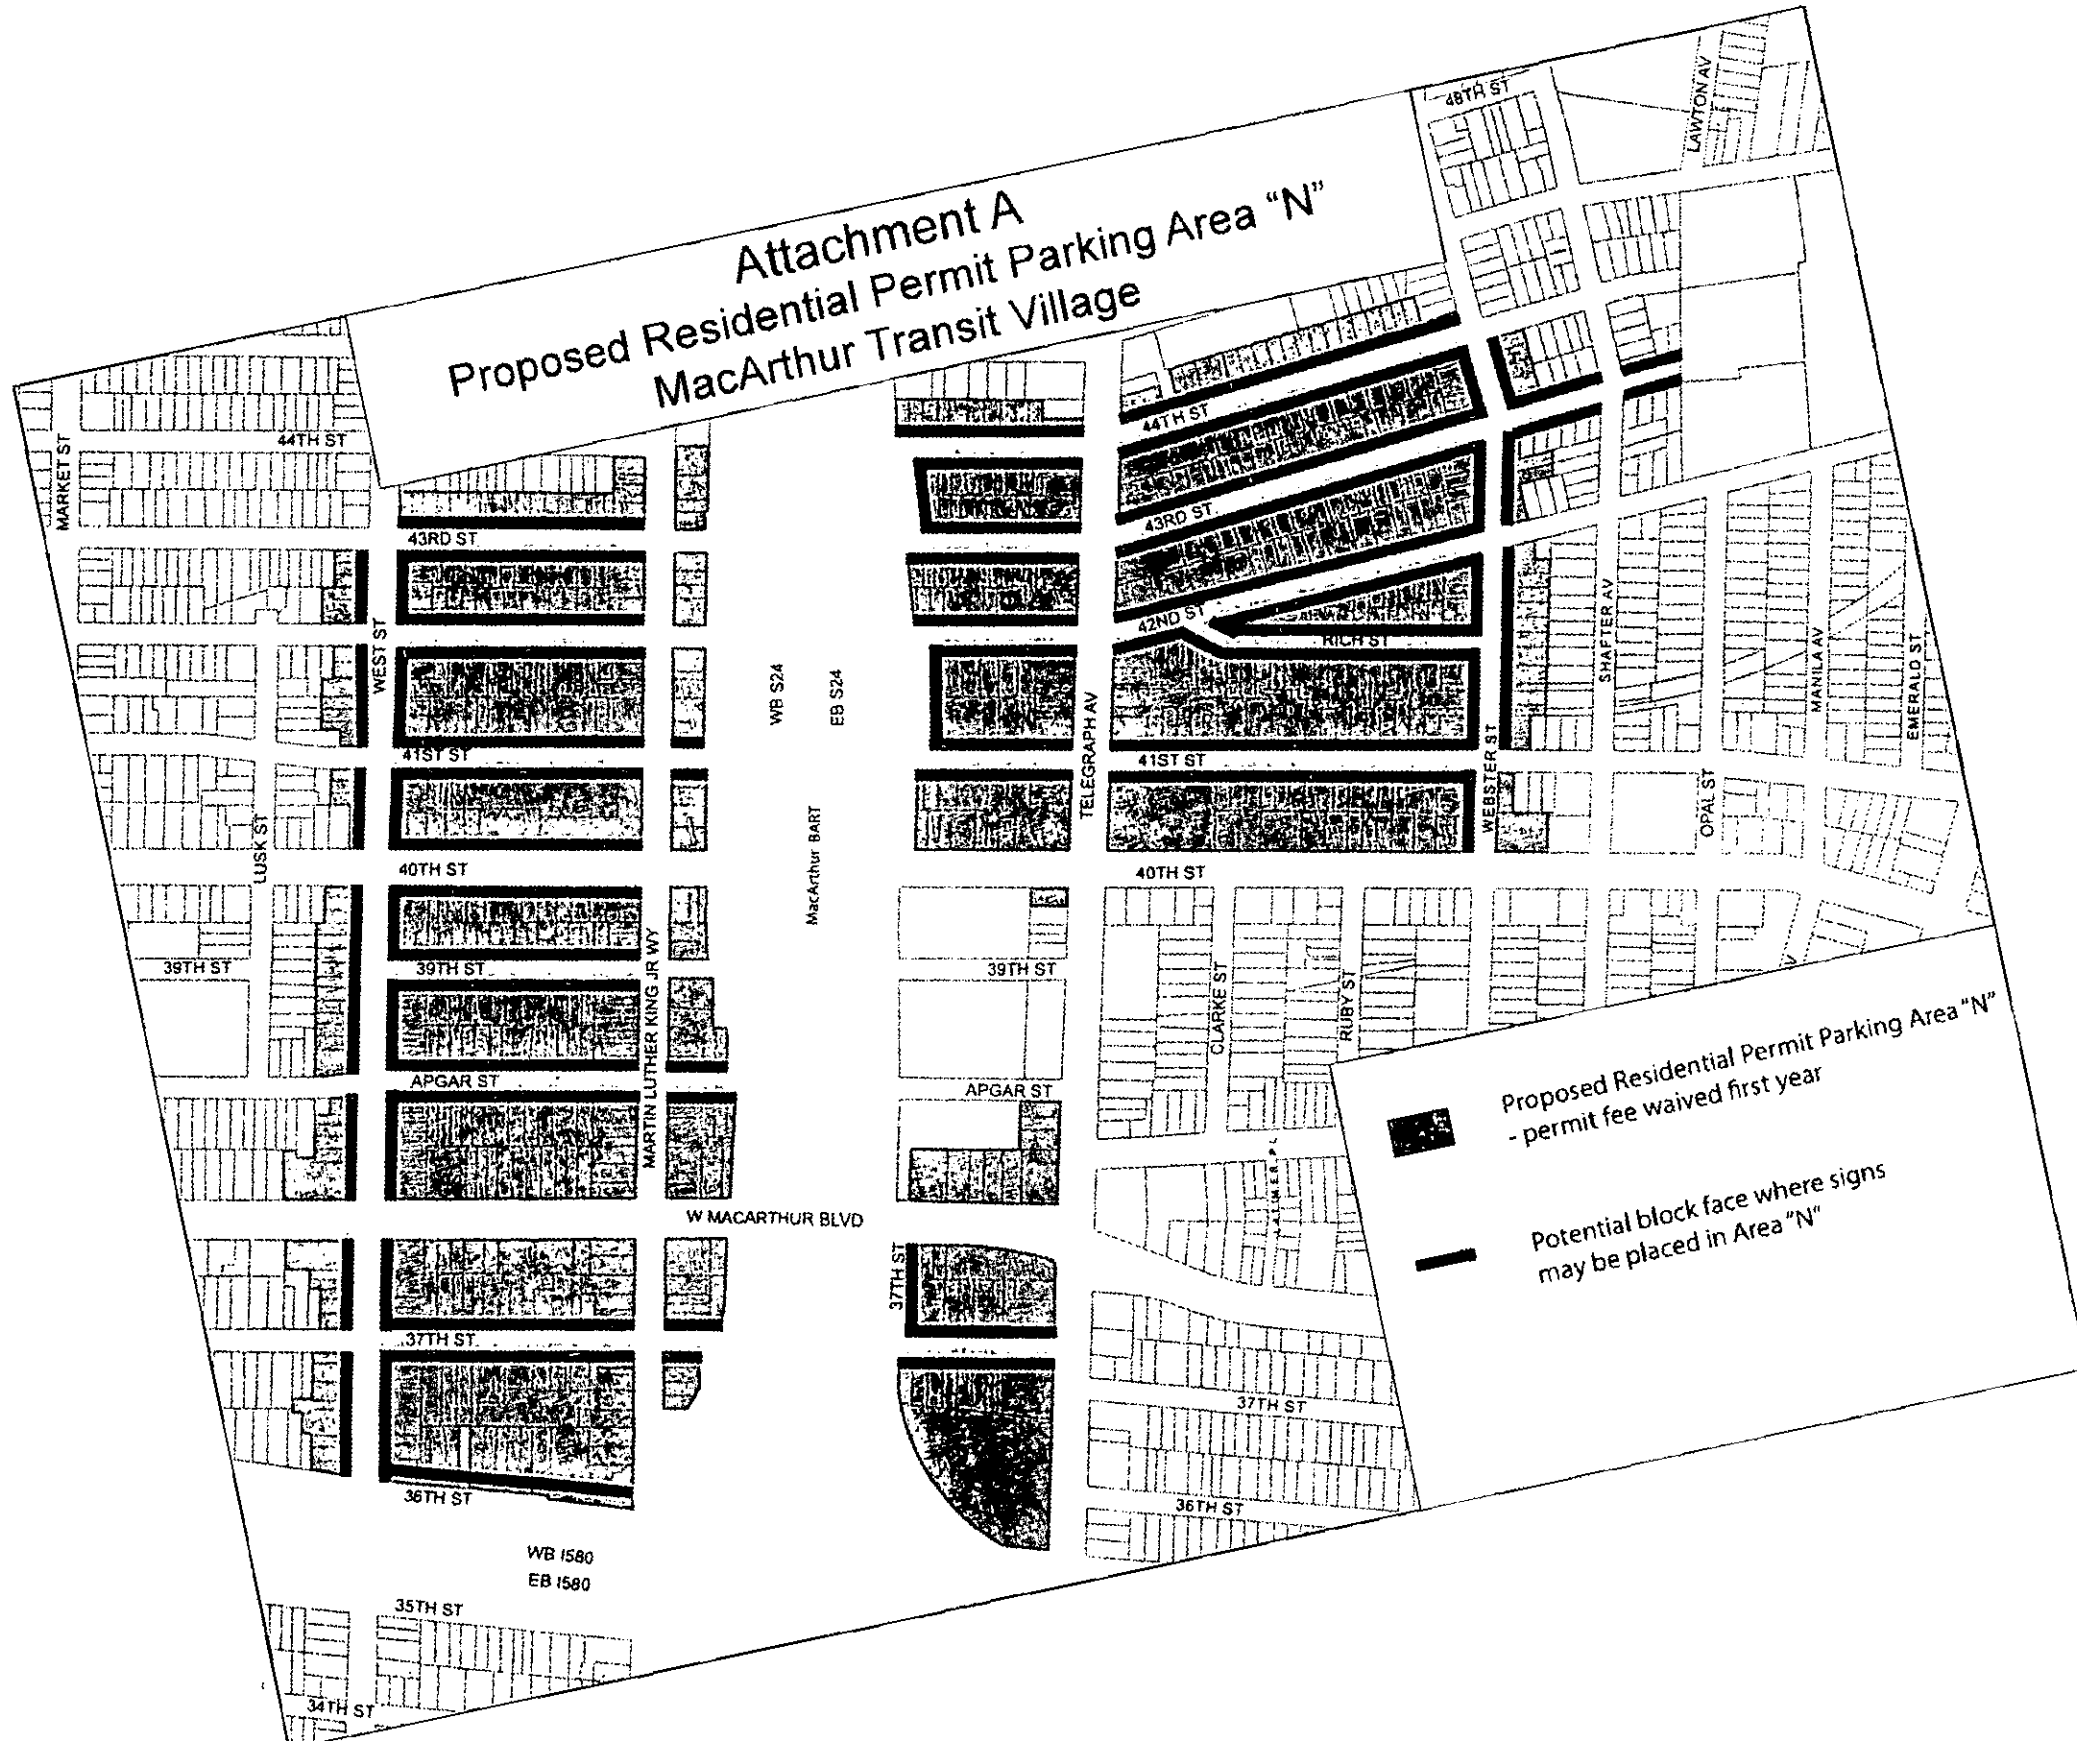 Attachment A
Proposed Residential Permit Parking Area “N”
MacArthur Transit Village
48TH ST
LAWTON AV
MARKET ST
44TH ST
44TH ST
43RD ST
43RD ST
WEST ST
42ND ST
RICH ST
SHAFTER AV
MANILA AV
EMERALD ST
WB S24
EB S24
TELEGRAPH AV
41ST ST
41ST ST
WEBSTER ST
OPAL ST
LUSK ST
MacArthur BART
40TH ST
40TH ST
39TH ST
39TH ST
39TH ST
MARTIN LUTHER KING JR WY
CLARKE ST
RUBY ST
APGAR ST
APGAR ST
LATIMER PL
W MACARTHUR BLVD
37TH ST
37TH ST
37TH ST
36TH ST
36TH ST
WB I580
EB I580
35TH ST
34TH ST
Proposed Residential Permit Parking Area “N”
- permit fee waived first year
Potential block face where signs
may be placed in Area “N”